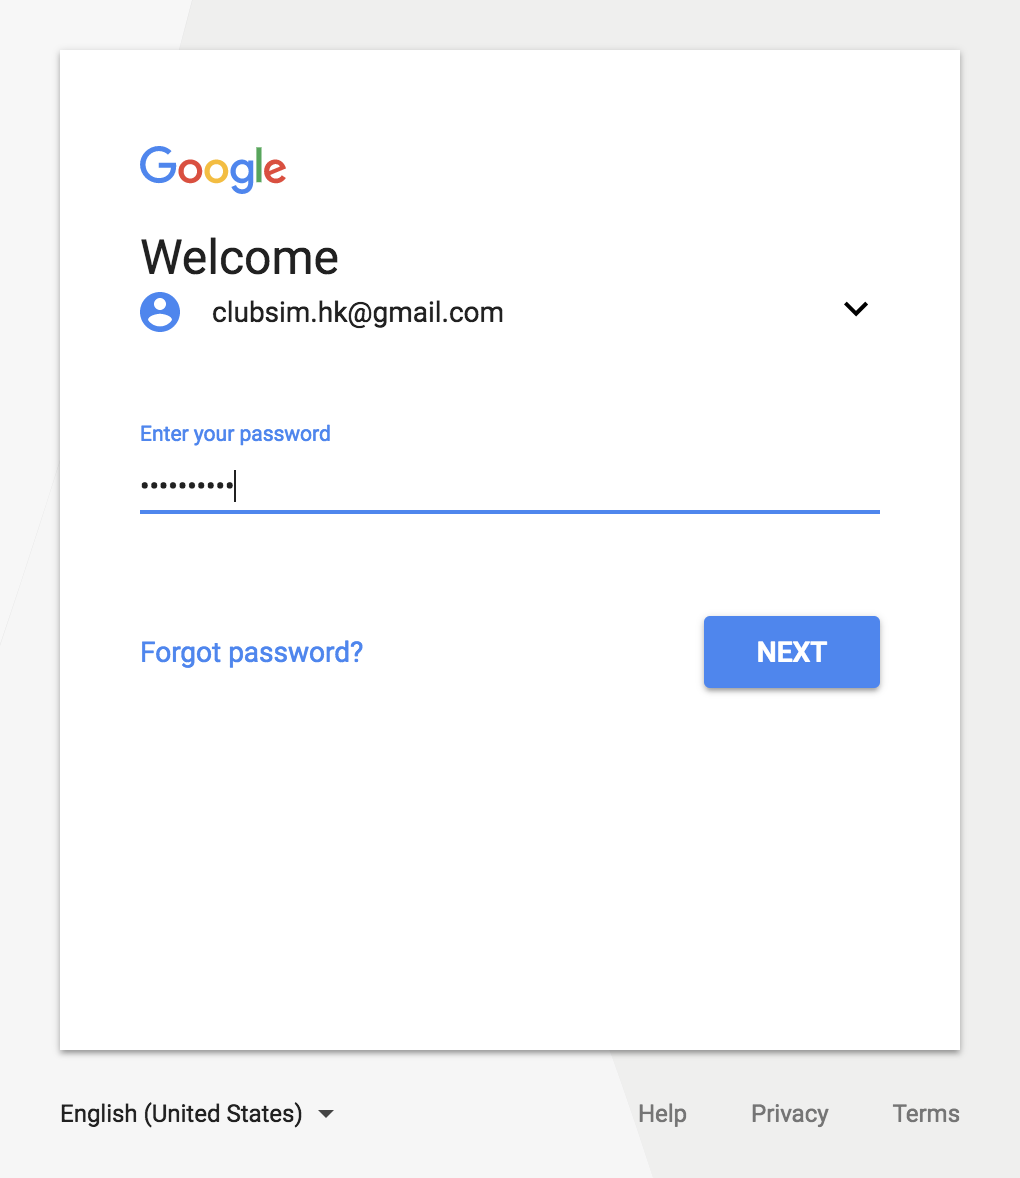 Google
Welcome
clubsim.hk@gmail.com
Enter your password
••••••••••
Forgot password?
NEXT
English (United States)
Help Privacy Terms